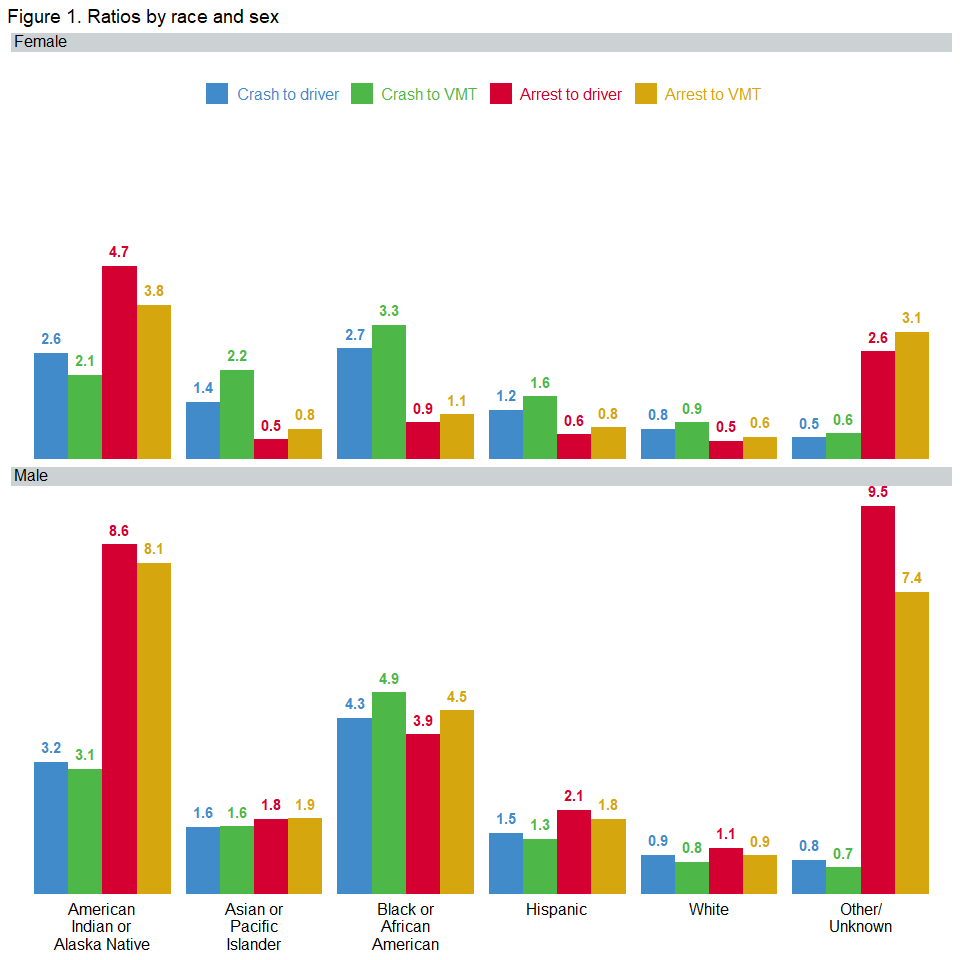 Figure 1. Ratios by race and sex
Female
Crash to driver Crash to VMT Arrest to driver Arrest to VMT
2.6 2.1 4.7 3.8
1.4 2.2 0.5 0.8
2.7 3.3 0.9 1.1
1.2 1.6 0.6 0.8
0.8 0.9 0.5 0.6
0.5 0.6 2.6 3.1
Male
3.2 3.1 8.6 8.1
1.6 1.6 1.8 1.9
4.3 4.9 3.9 4.5
1.5 1.3 2.1 1.8
0.9 0.8 1.1 0.9
0.8 0.7 9.5 7.4
American
Indian or
Alaska Native
Asian or
Pacific
Islander
Black or
African
American
Hispanic
White
Other/
Unknown